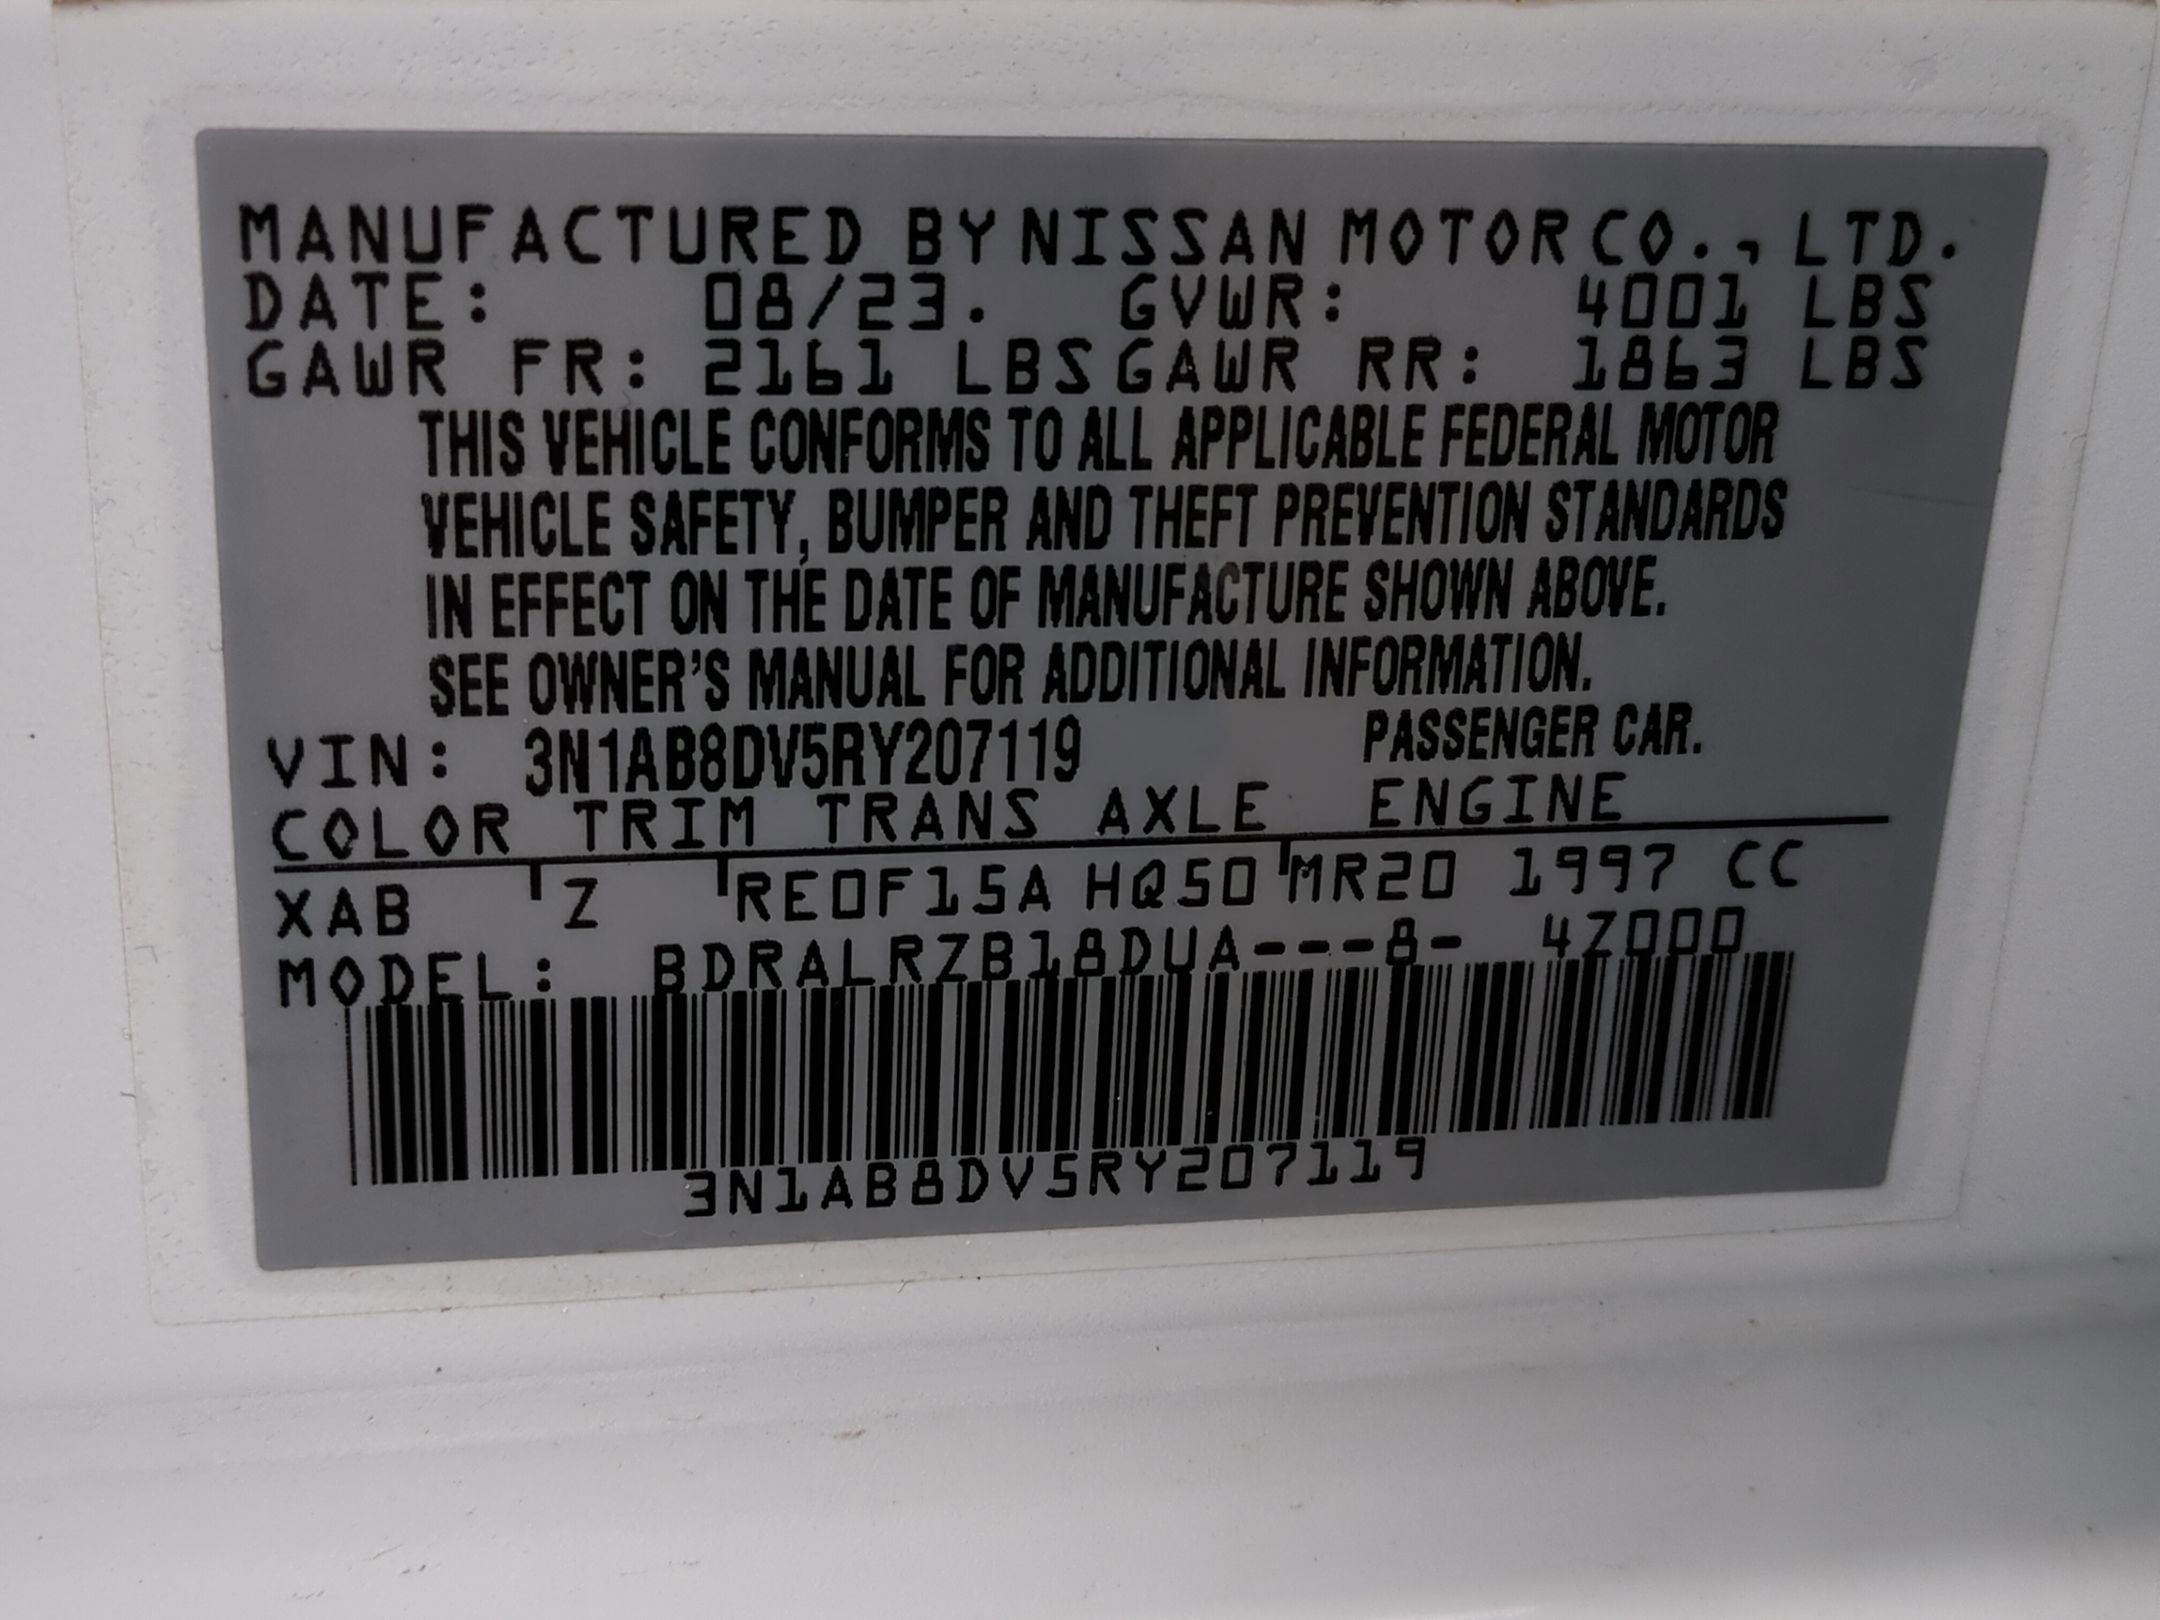 MANUFACTURED BY NISSAN MOTOR CO., LTD.
DATE: 08/23. GVWR: 4001 LBS
GAWR FR: 2161 LBS GAWR RR: 1863 LBS
THIS VEHICLE CONFORMS TO ALL APPLICABLE FEDERAL MOTOR
VEHICLE SAFETY, BUMPER AND THEFT PREVENTION STANDARDS
IN EFFECT ON THE DATE OF MANUFACTURE SHOWN ABOVE.
SEE OWNER'S MANUAL FOR ADDITIONAL INFORMATION.
VIN: 3N1AB8DV5RY207119 PASSENGER CAR.
COLOR TRIM TRANS AXLE ENGINE
XAB Z RE0F15A HQ50 MR20 1997 CC
MODEL: BDRALRZB18DUA---8- 4Z000
3N1AB8DV5RY207119